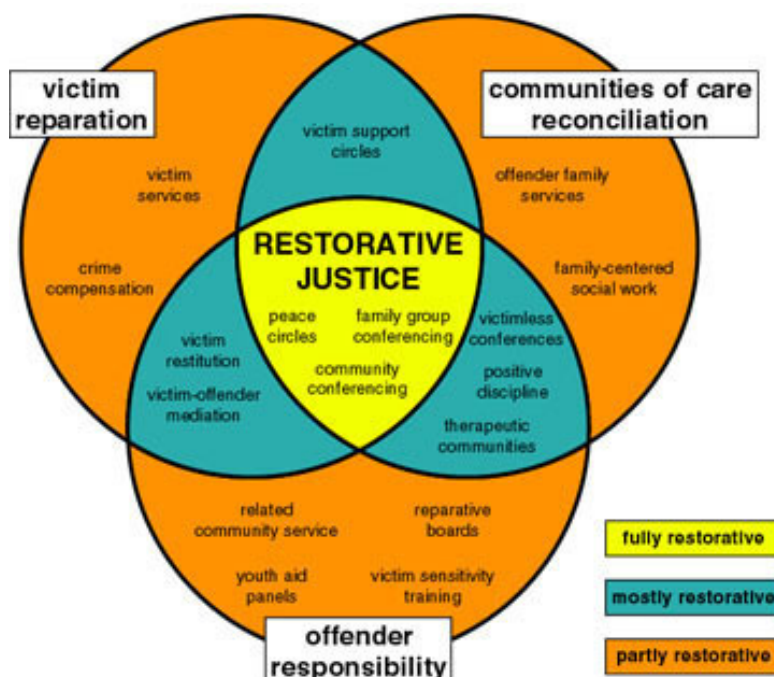 victim
reparation
communities of care
reconciliation
victim support
circles
victim
services
offender family
services
crime
compensation
family-centered
social work
RESTORATIVE
JUSTICE
peace
circles
family group
conferencing
community
conferencing
victim
restitution
victim-offender
mediation
victimless
conferences
positive
discipline
therapeutic
communities
related
community service
reparative
boards
youth aid
panels
victim sensitivity
training
offender
responsibility
fully restorative
mostly restorative
partly restorative